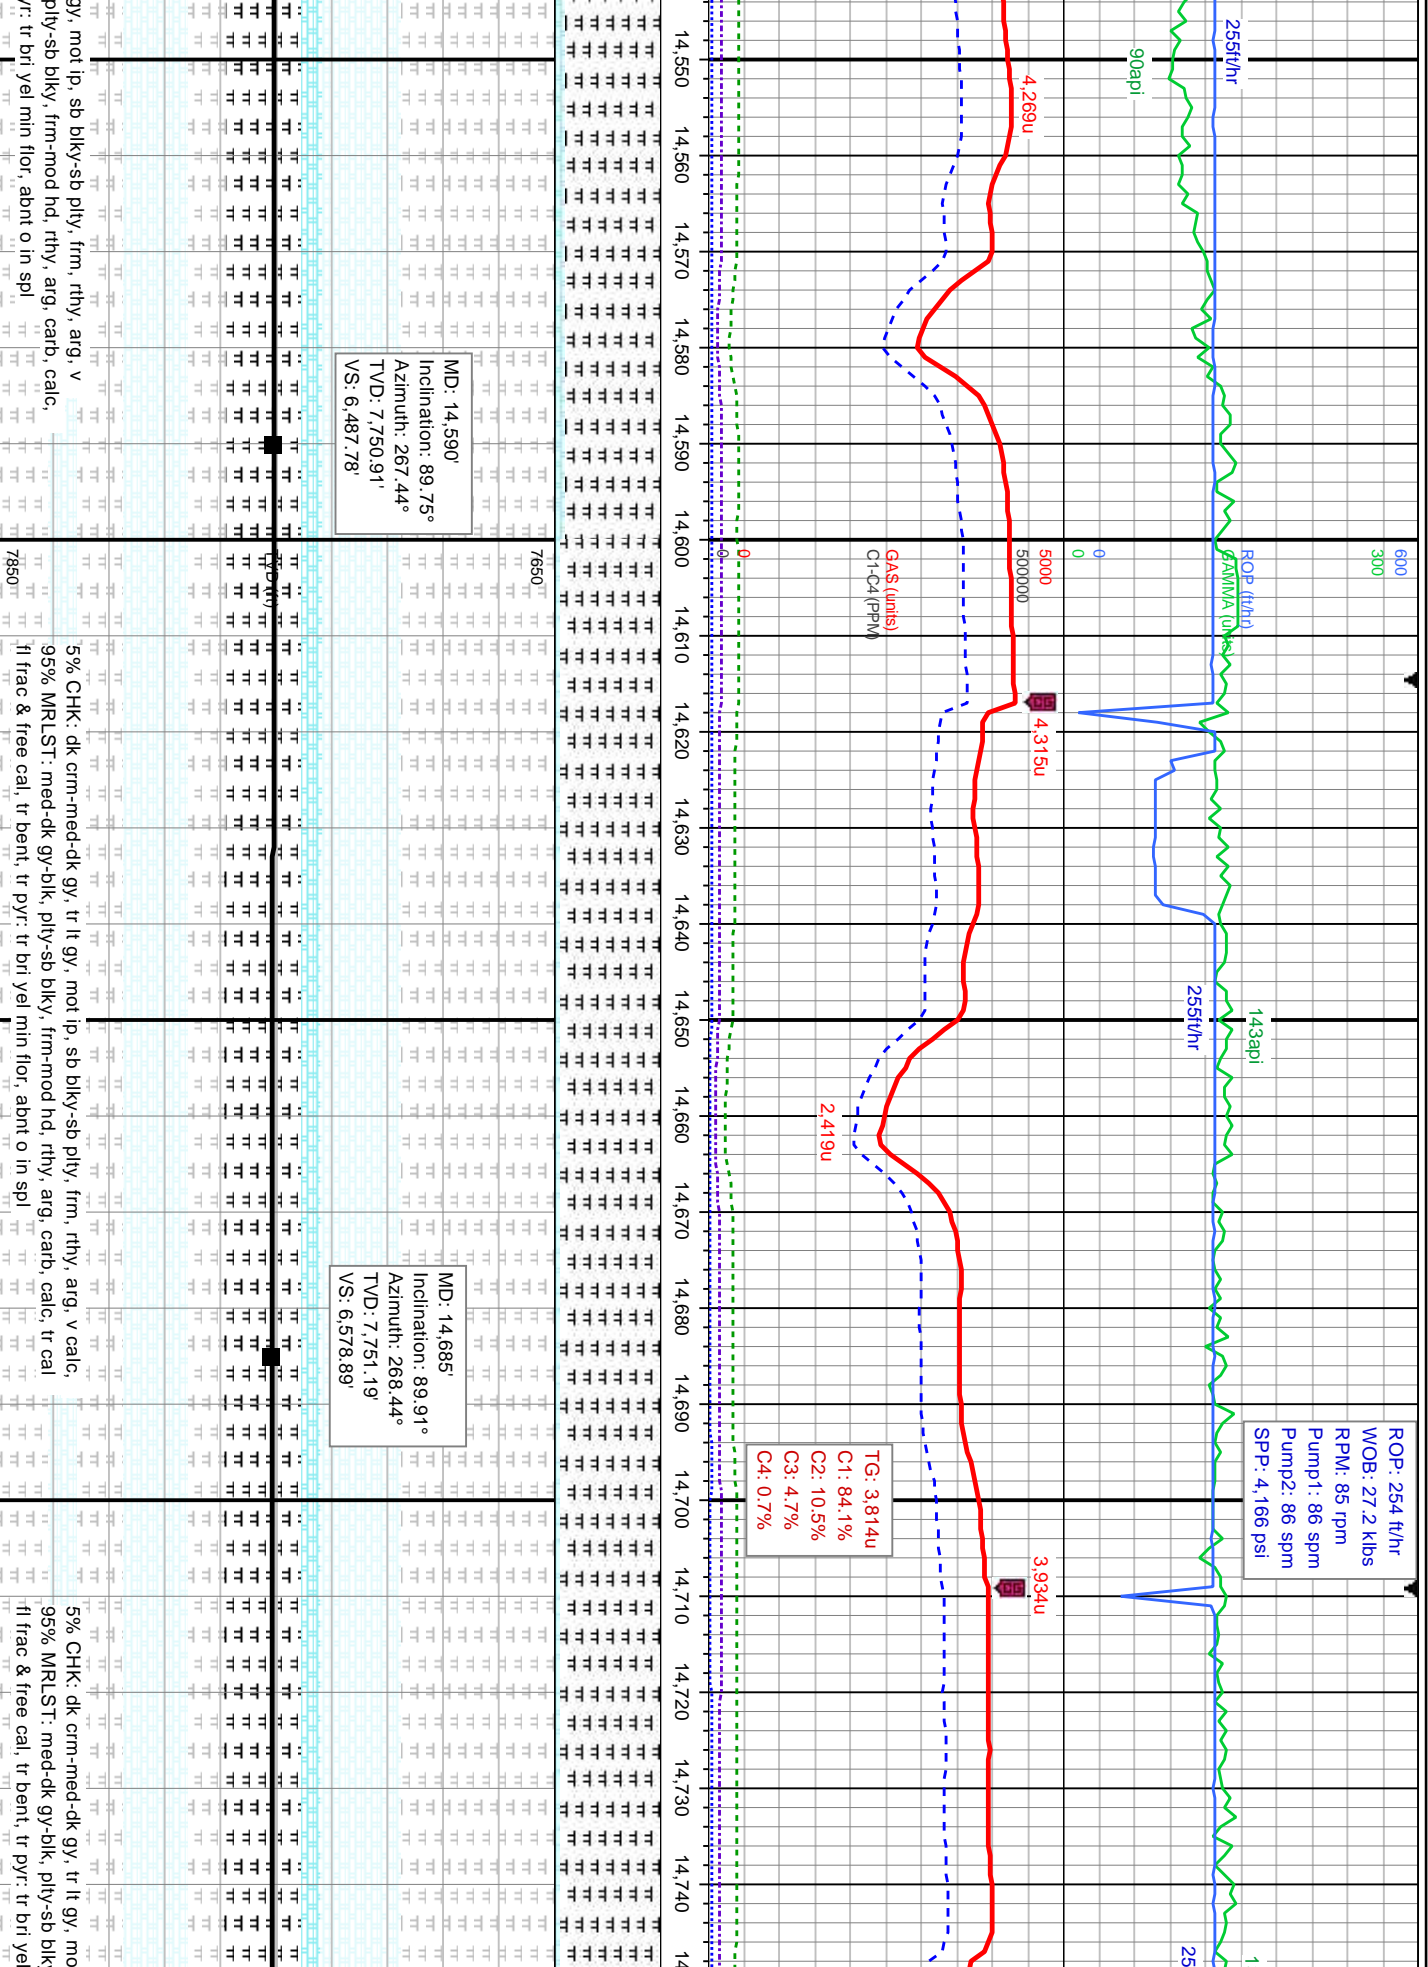 255ft/hr
90api
4,269u
600
300
ROP (ft/hr)
GAMMA (units)
0
0
5000
500000
GAS (units)
C1-C4 (PPM)
0
0
4,315u
255ft/hr
143api
2,419u
ROP: 254 ft/hr
WOB: 27.2 klbs
RPM: 85 rpm
Pump1: 86 spm
Pump2: 86 spm
SPP: 4,166 psi
TG: 3,814u
C1: 84.1%
C2: 10.5%
C3: 4.7%
C4: 0.7%
3,934u
25
1
14,550
14,560
14,570
14,580
14,590
14,600
14,610
14,620
14,630
14,640
14,650
14,660
14,670
14,680
14,690
14,700
14,710
14,720
14,730
14,740
14
7650
TVD (ft)
7850
MD: 14,590'
Inclination: 89.75°
Azimuth: 267.44°
TVD: 7,750.91'
VS: 6,487.78'
MD: 14,685'
Inclination: 89.91°
Azimuth: 268.44°
TVD: 7,751.19'
VS: 6,578.89'
gy, mot ip, sb blky-sb plty, frm, rthy, arg, v
plty-sb blky, frm-mod hd, rthy, arg, carb, calc,
yr: tr bri yel min flor, abnt o in spl
5% CHK: dk crm-med-dk gy, tr lt gy, mot ip, sb blky-sb plty, frm, rthy, arg, v calc,
95% MRLST: med-dk gy-blk, plty-sb blky, frm-mod hd, rthy, arg, carb, calc, tr cal
fl frac & free cal, tr bent, tr pyr: tr bri yel min flor, abnt o in spl
5% CHK: dk crm-med-dk gy, tr lt gy, mo
95% MRLST: med-dk gy-blk, plty-sb blk
fl frac & free cal, tr bent, tr pyr: tr bri yel